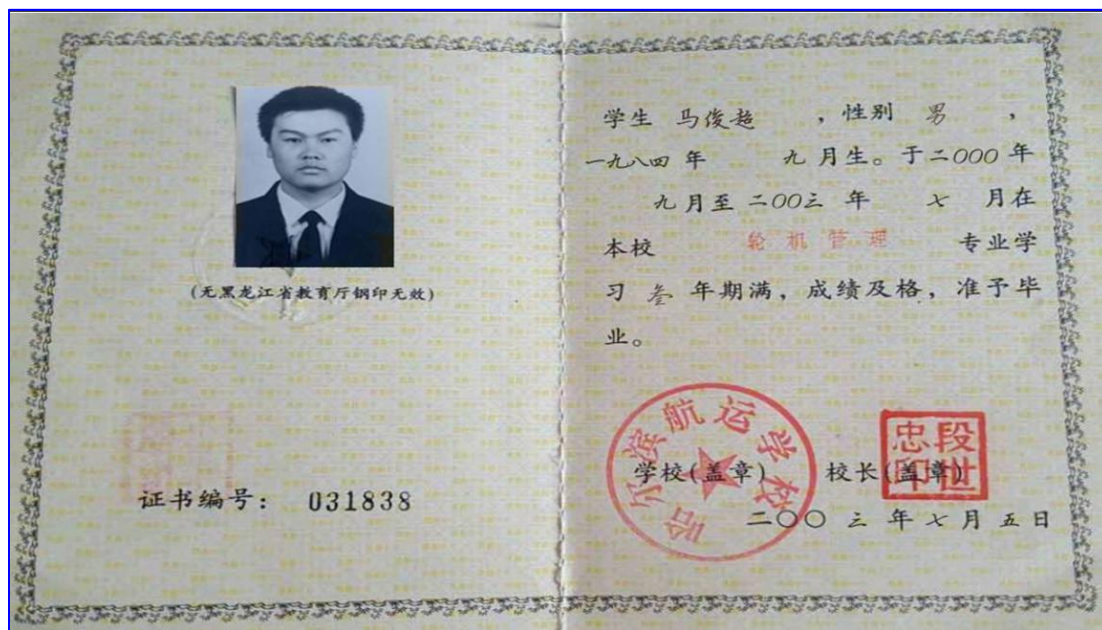 (无黑龙江省教育厅钢印无效)
证书编号: 031838
学生 马俊超 ,性别 男 ,
一九八四 年 九 月生。于二000 年
九 月至 二00三 年 七 月在
本校 轮机管理 专业学
习 叁 年期满,成绩及格,准予毕
业。
哈尔滨航运学校
学校(盖章) 校长(盖章)
段世忠印
二〇〇 三 年 七 月 五 日